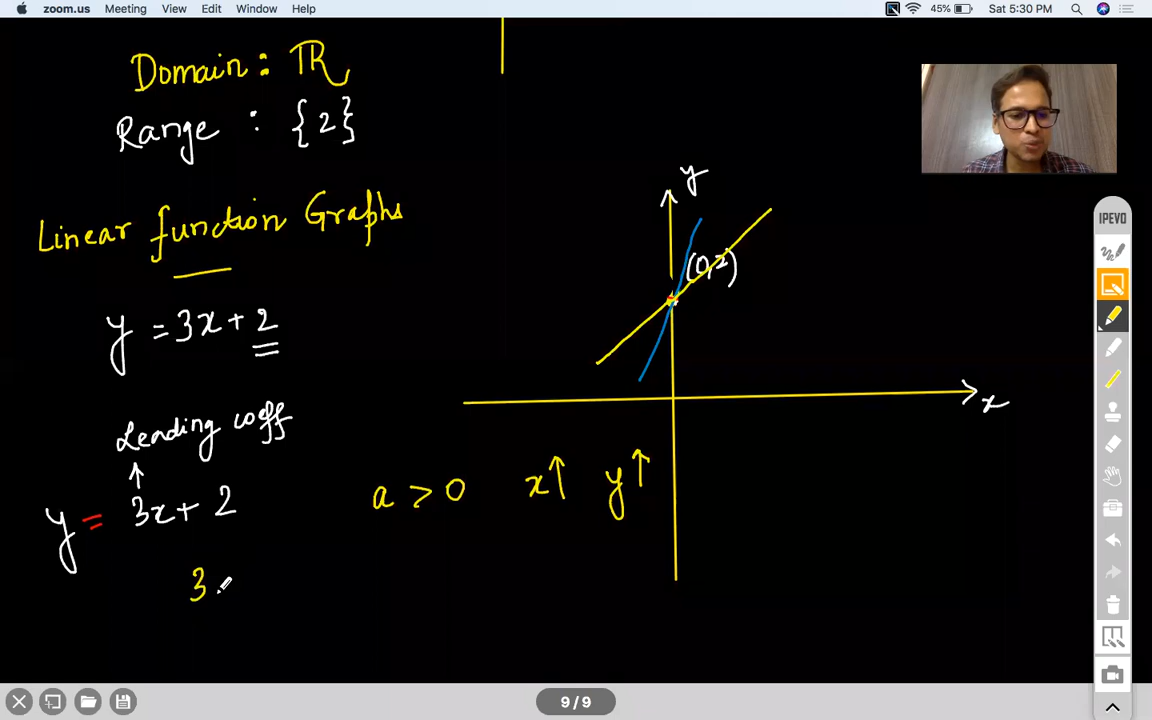 zoom.us Meeting View Edit Window Help 45% Sat 5:30 PM
Domain: ℝ
Range : {2}
Linear function Graphs
y = 3x + 2
Leading coeff
↑
y = 3x + 2
3.
y
(0,2)
x
a > 0 x↑ y↑
IPEVO
9/9